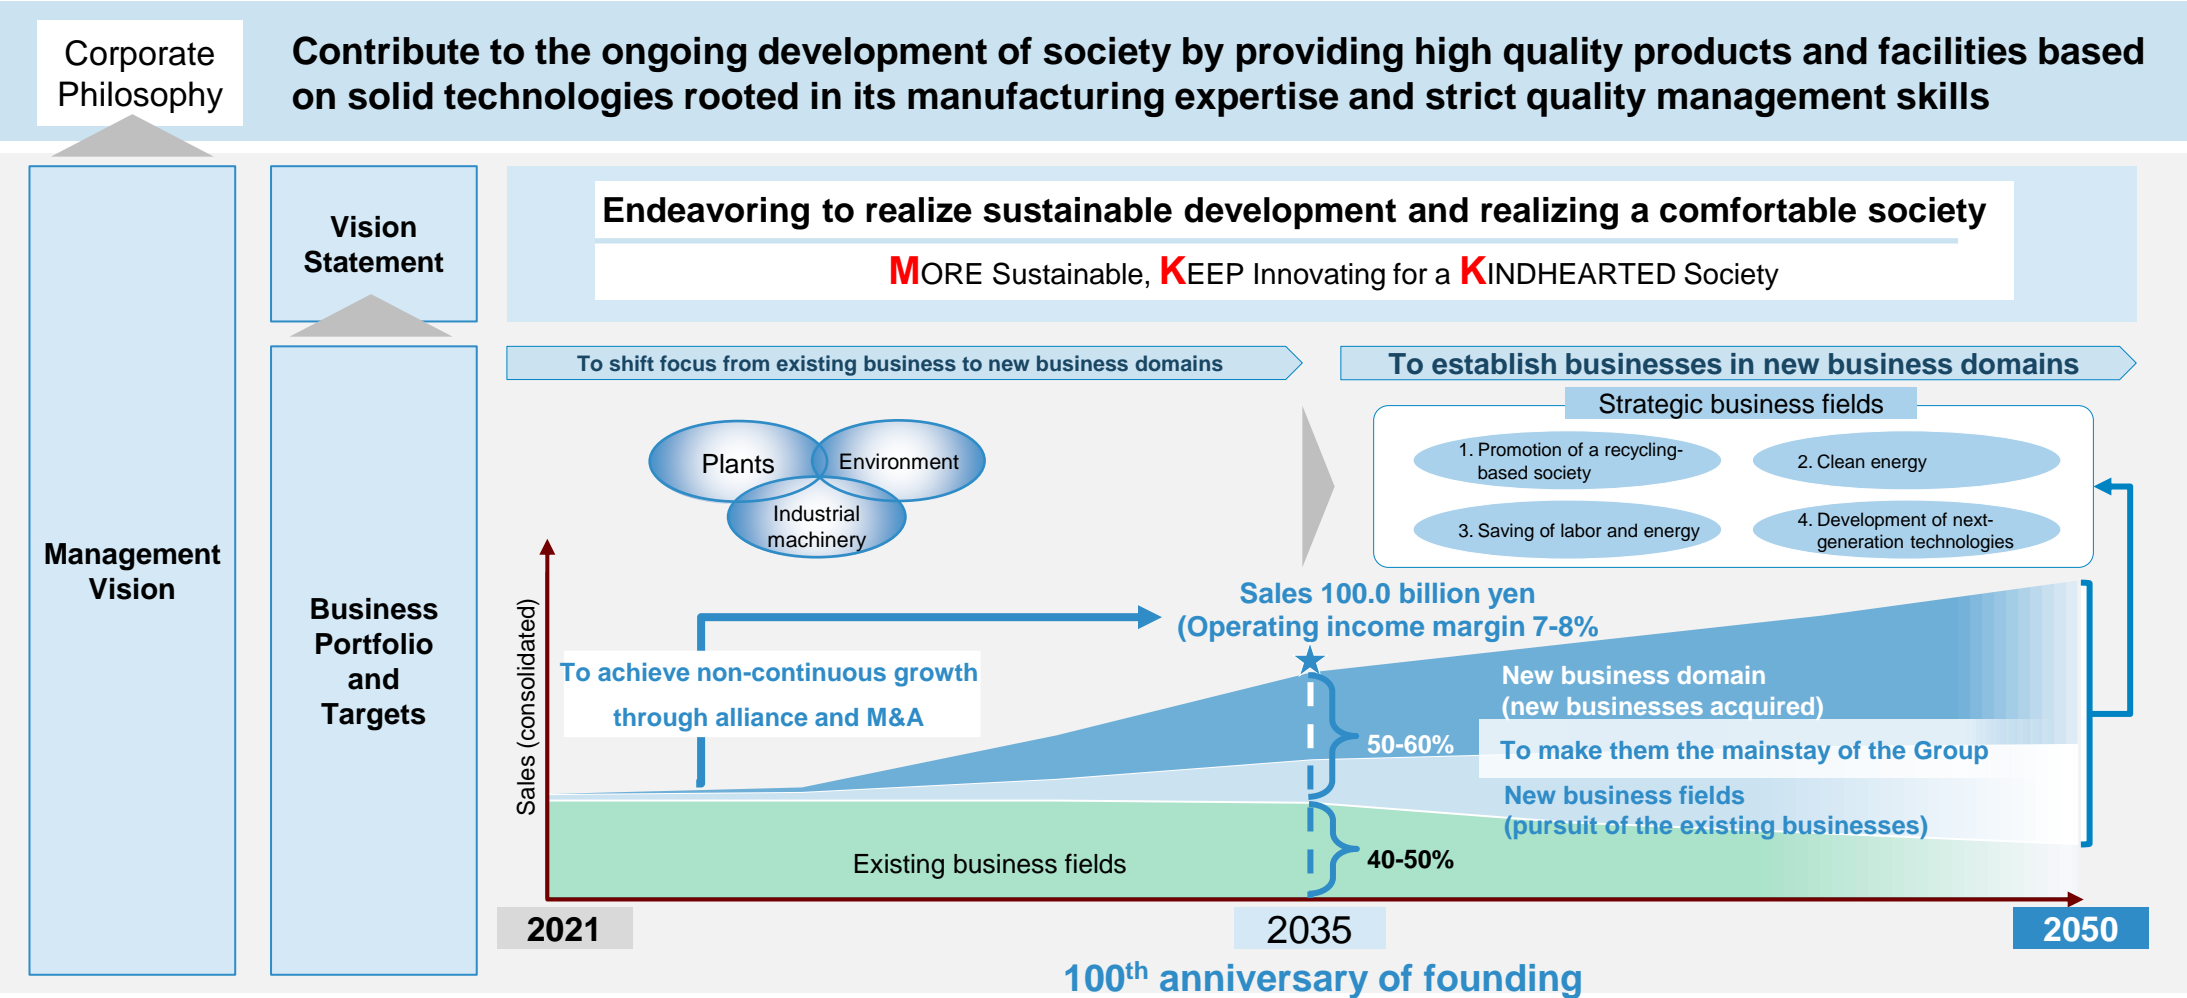 Corporate
Philosophy
Contribute to the ongoing development of society by providing high quality products and facilities based
on solid technologies rooted in its manufacturing expertise and strict quality management skills
Management
Vision
Vision
Statement
Endeavoring to realize sustainable development and realizing a comfortable society
MORE Sustainable, KEEP Innovating for a KINDHEARTED Society
Business
Portfolio
and
Targets
To shift focus from existing business to new business domains
To establish businesses in new business domains
Plants
Environment
Industrial
machinery
Strategic business fields
1. Promotion of a recycling-
based society
2. Clean energy
3. Saving of labor and energy
4. Development of next-
generation technologies
Sales (consolidated)
To achieve non-continuous growth
through alliance and M&A
Sales 100.0 billion yen
(Operating income margin 7-8%
New business domain
(new businesses acquired)
50-60%
To make them the mainstay of the Group
New business fields
(pursuit of the existing businesses)
Existing business fields
40-50%
2021
2035
2050
100th anniversary of founding